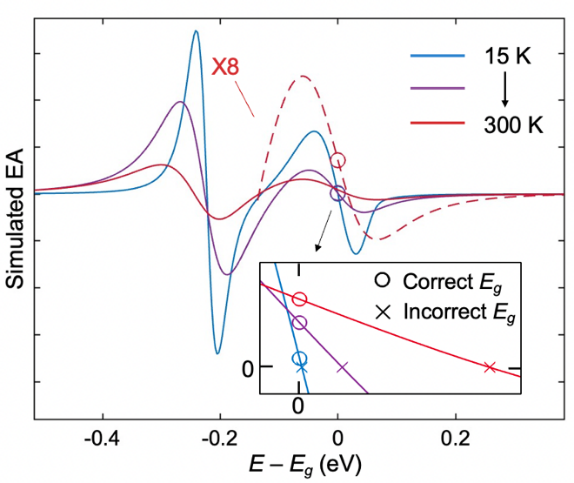 Simulated EA
X8
15 K
300 K
○ Correct E_g
× Incorrect E_g
0
0
-0.4 -0.2 0 0.2
E – E_g (eV)